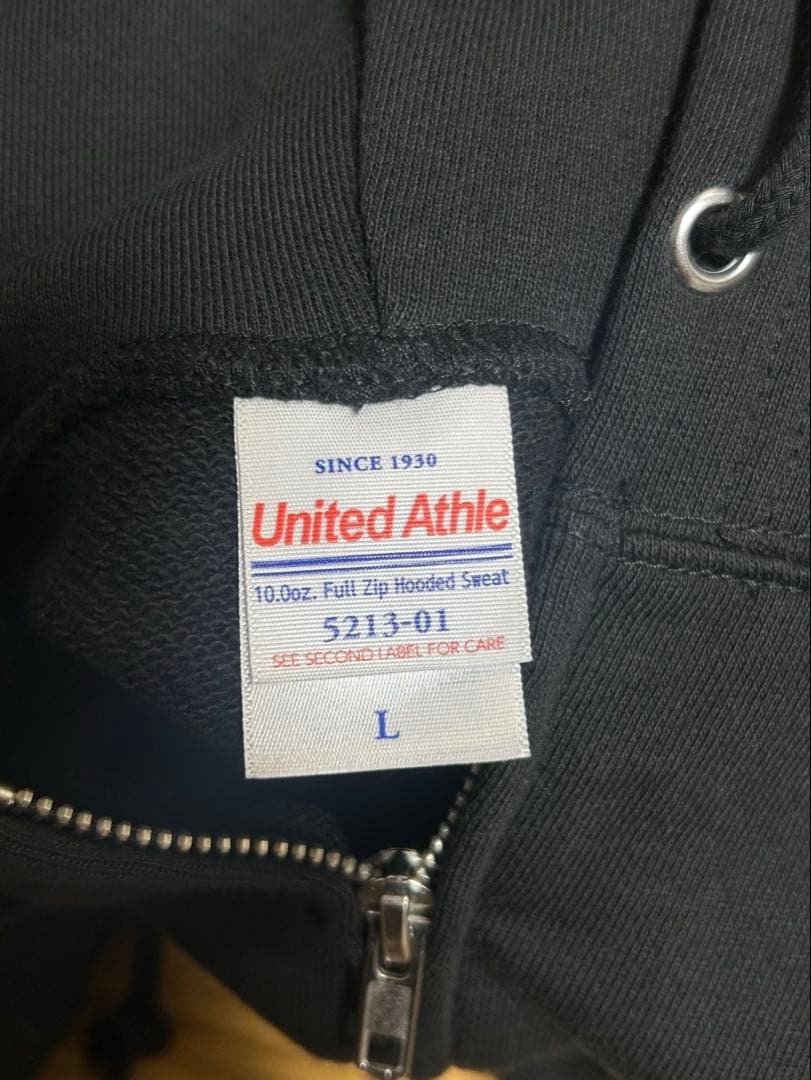 SINCE 1930
United Athle
10.0oz. Full Zip Hooded Sweat
5213-01
SEE SECOND LABEL FOR CARE
L